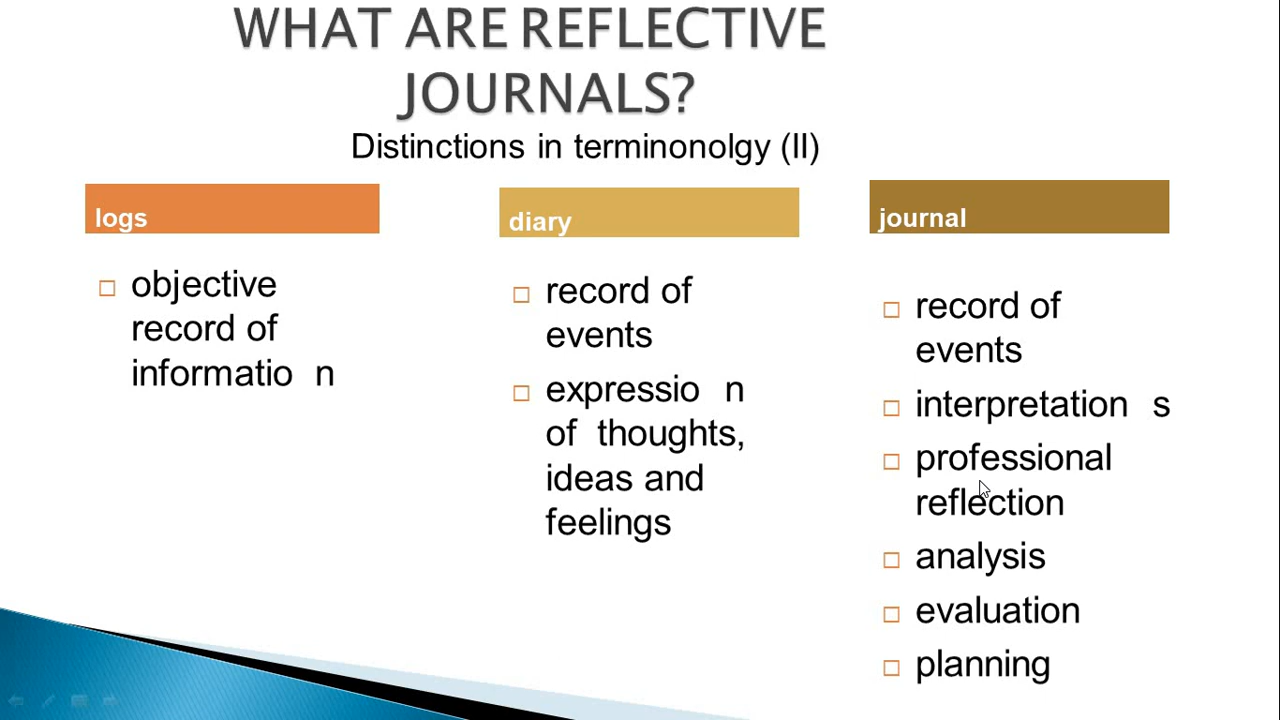 WHAT ARE REFLECTIVE
JOURNALS?
Distinctions in terminonolgy (II)
logs
objective
record of
informatio n
diary
record of
events
expressio n
of thoughts,
ideas and
feelings
journal
record of
events
interpretation s
professional
reflection
analysis
evaluation
planning